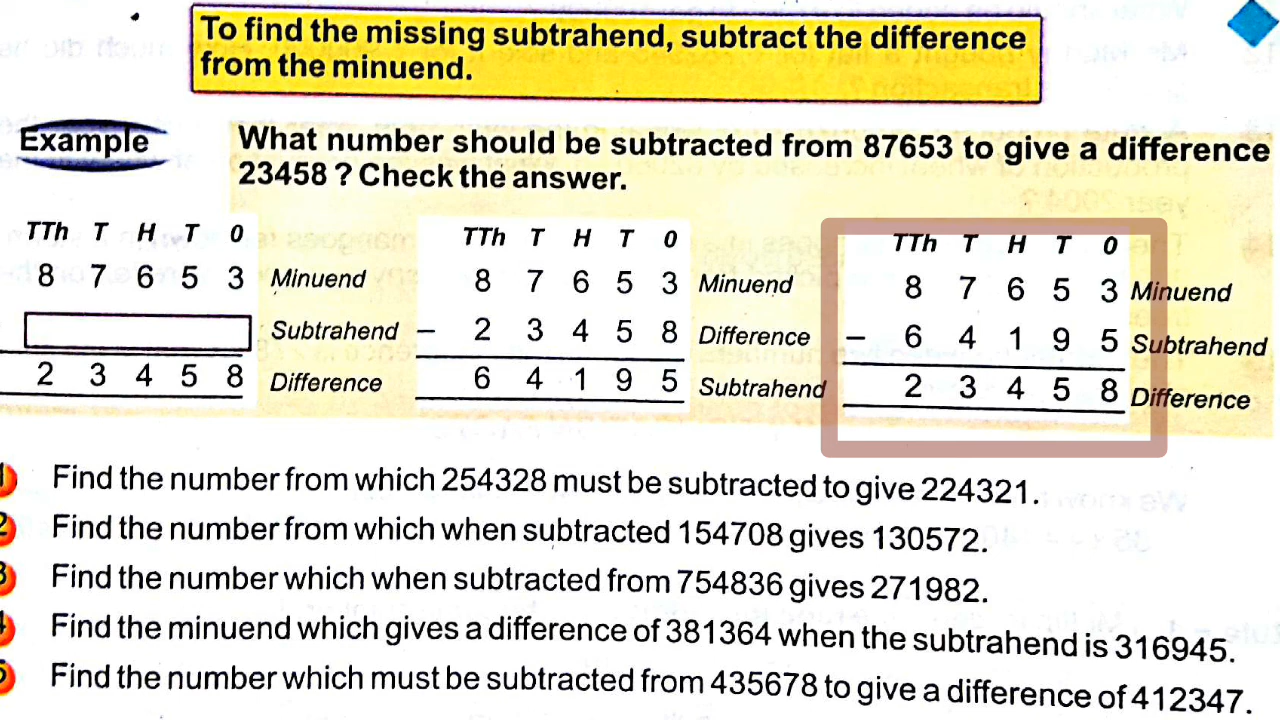 To find the missing subtrahend, subtract the difference
from the minuend.
Example
What number should be subtracted from 87653 to give a difference
23458 ? Check the answer.
TTh T H T O
8 7 6 5 3 Minuend
Subtrahend
2 3 4 5 8 Difference
TTh T H T O
8 7 6 5 3 Minuend
– 2 3 4 5 8 Difference
6 4 1 9 5 Subtrahend
TTh T H T O
8 7 6 5 3 Minuend
– 6 4 1 9 5 Subtrahend
2 3 4 5 8 Difference
1 Find the number from which 254328 must be subtracted to give 224321.
2 Find the number from which when subtracted 154708 gives 130572.
3 Find the number which when subtracted from 754836 gives 271982.
4 Find the minuend which gives a difference of 381364 when the subtrahend is 316945.
5 Find the number which must be subtracted from 435678 to give a difference of 412347.